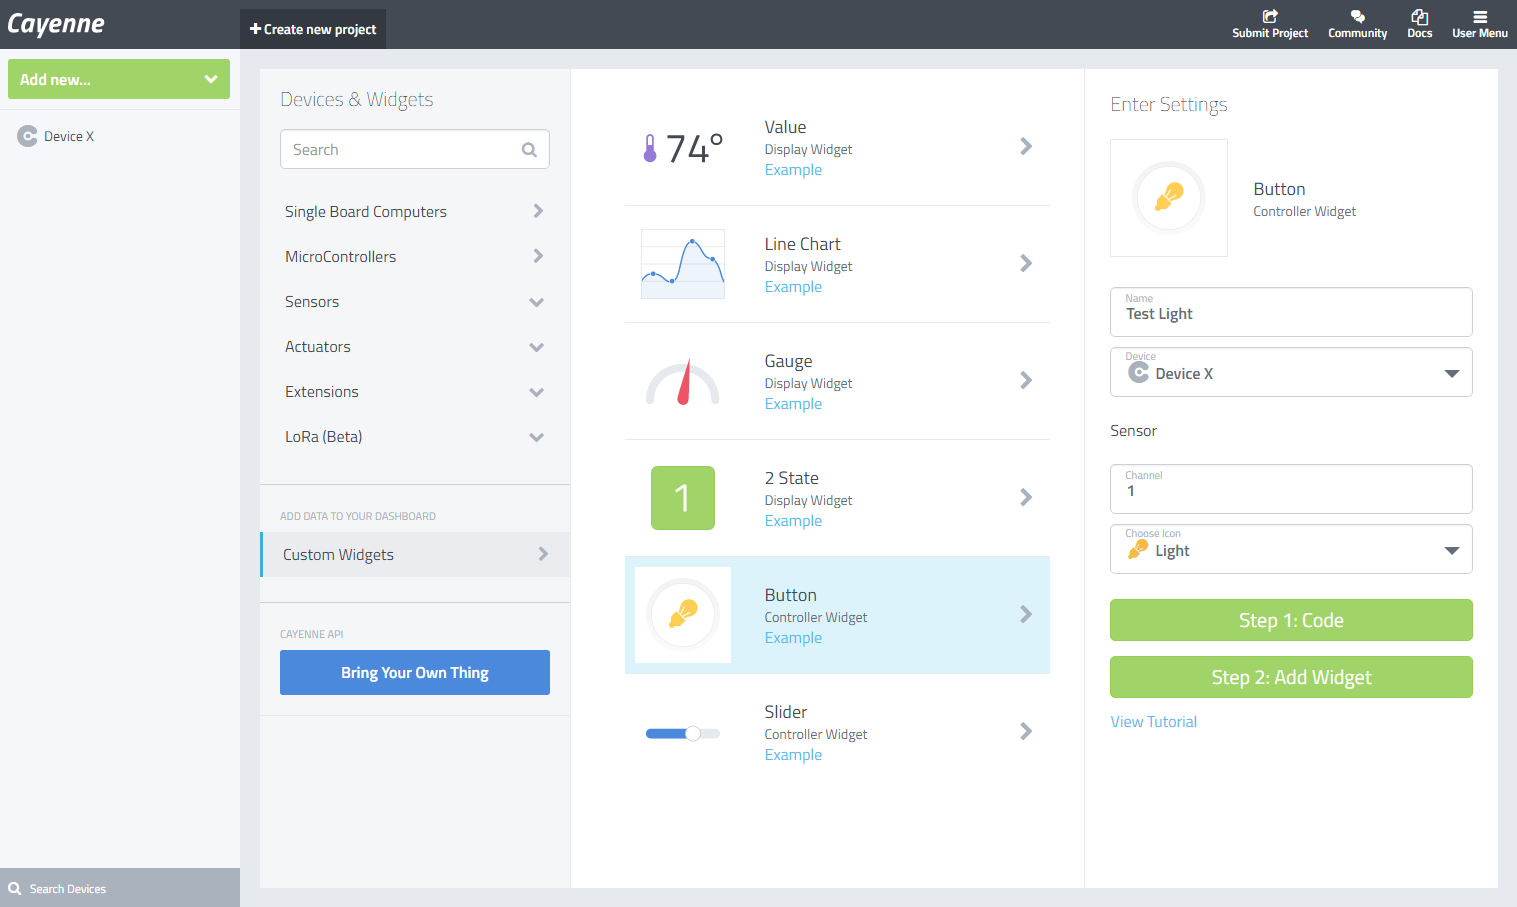 Cayenne
Create new project
Submit Project
Community
Docs
User Menu
Add new...
Device X
Search Devices
Devices & Widgets
Search
Single Board Computers
MicroControllers
Sensors
Actuators
Extensions
LoRa (Beta)
ADD DATA TO YOUR DASHBOARD
Custom Widgets
CAYENNE API
Bring Your Own Thing
74°
Value
Display Widget
Example
Line Chart
Display Widget
Example
Gauge
Display Widget
Example
1
2 State
Display Widget
Example
Button
Controller Widget
Example
Slider
Controller Widget
Example
Enter Settings
Button
Controller Widget
Name
Test Light
Device
Device X
Sensor
Channel
1
Choose Icon
Light
Step 1: Code
Step 2: Add Widget
View Tutorial